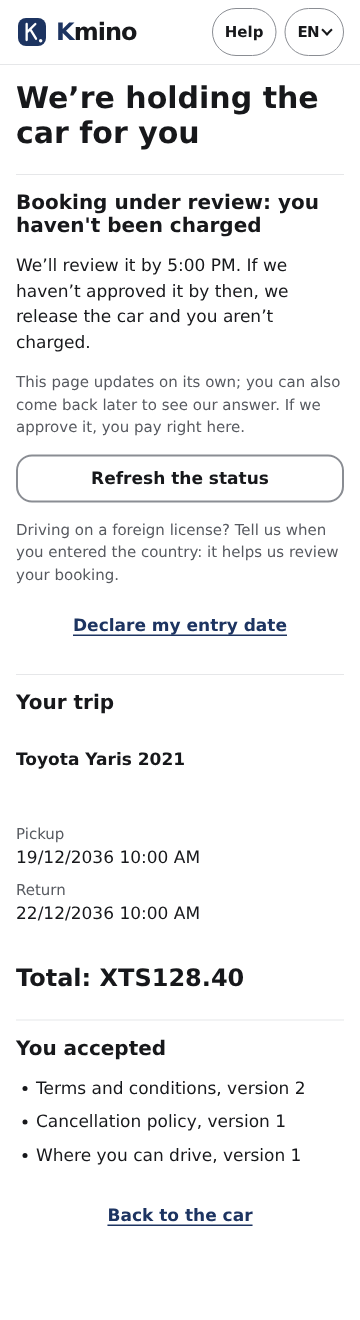 Kmino
Help
EN
We’re holding the
car for you
Booking under review: you
haven't been charged
We’ll review it by 5:00 PM. If we
haven’t approved it by then, we
release the car and you aren’t
charged.
This page updates on its own; you can also
come back later to see our answer. If we
approve it, you pay right here.
Refresh the status
Driving on a foreign license? Tell us when
you entered the country: it helps us review
your booking.
Declare my entry date
Your trip
Toyota Yaris 2021
Pickup
19/12/2036 10:00 AM
Return
22/12/2036 10:00 AM
Total: XTS128.40
You accepted
• Terms and conditions, version 2
• Cancellation policy, version 1
• Where you can drive, version 1
Back to the car